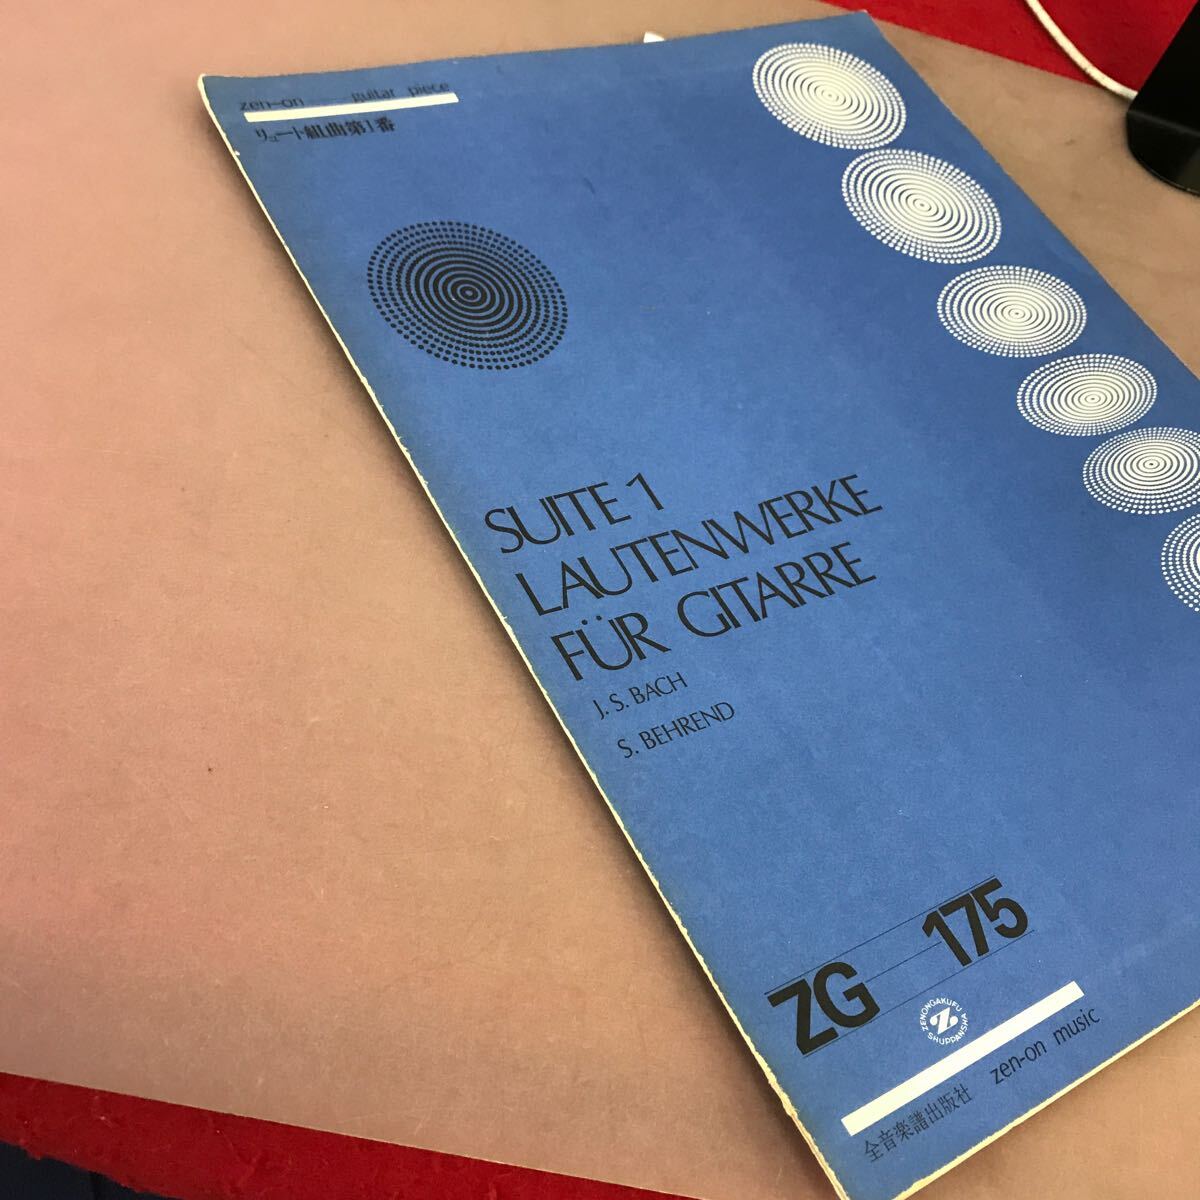 zen-on guitar piece
リュート組曲第1番
SUITE 1
LAUTENWERKE
FÜR GITARRE
J. S. BACH
S. BEHREND
ZG 175
ZENONGAKUFU
Z
SHUPPANSHA
全音楽譜出版社 zen-on music